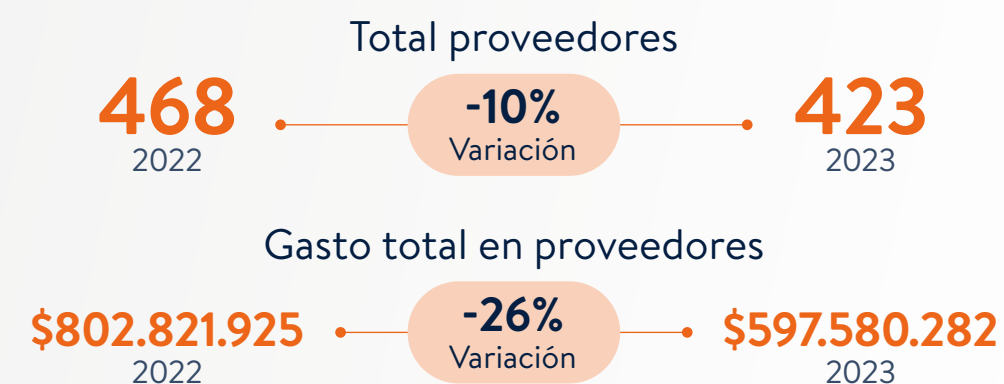 Total proveedores
468
2022
-10%
Variación
423
2023
Gasto total en proveedores
$802.821.925
2022
-26%
Variación
$597.580.282
2023